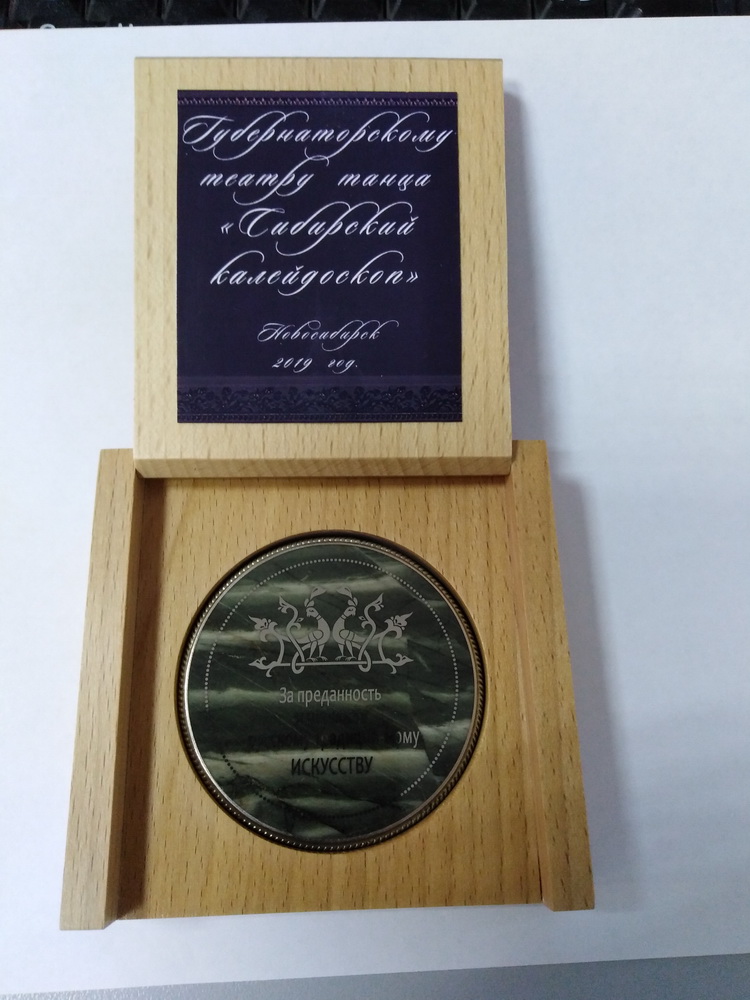 Губернаторскому
театру танца
«Сибирский
калейдоскоп»
Новосибирск
2019 год.
За преданность
ИСКУССТВУ